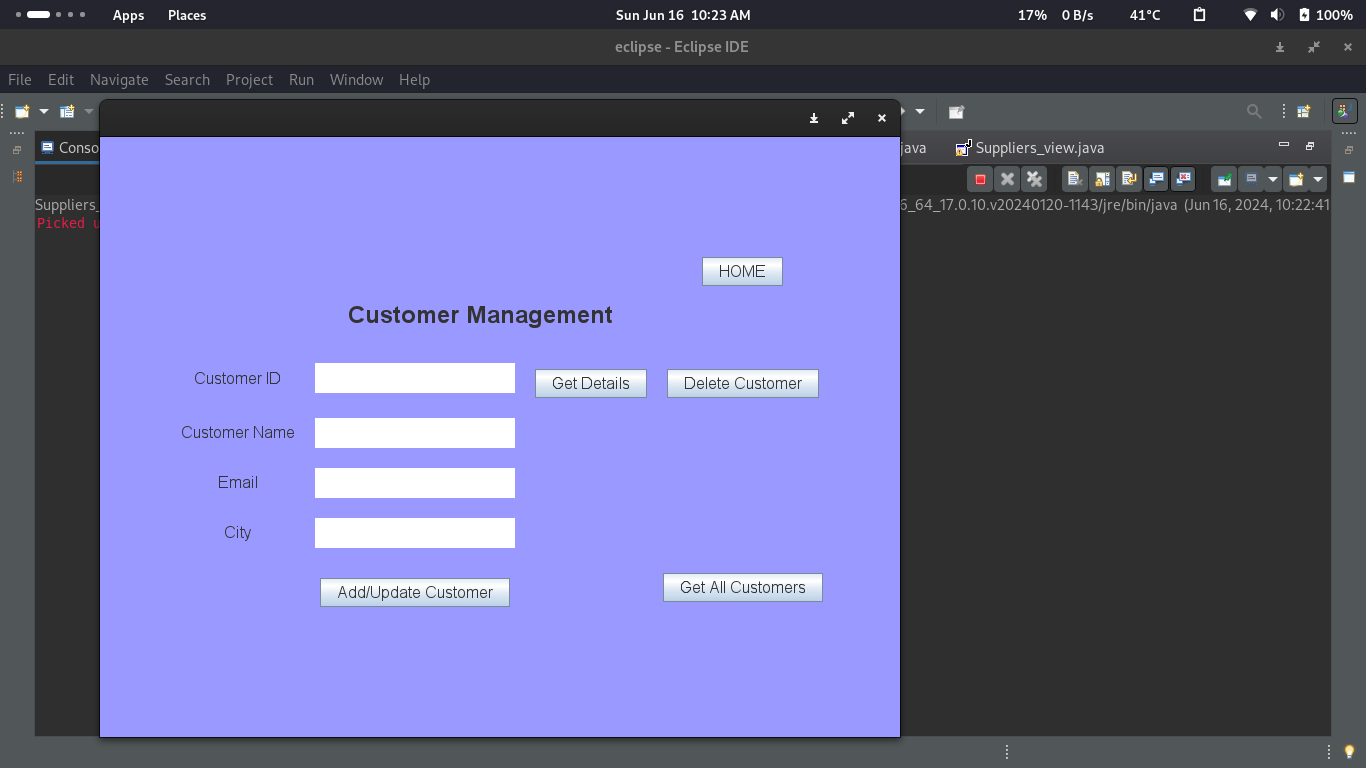 Apps Places Sun Jun 16 10:23 AM 17% 0 B/s 41°C 100%
eclipse - Eclipse IDE
File Edit Navigate Search Project Run Window Help
Conso java Suppliers_view.java
Suppliers_ 6_64_17.0.10.v20240120-1143/jre/bin/java (Jun 16, 2024, 10:22:41
Picked u
HOME
Customer Management
Customer ID Get Details Delete Customer
Customer Name
Email
City
Add/Update Customer Get All Customers